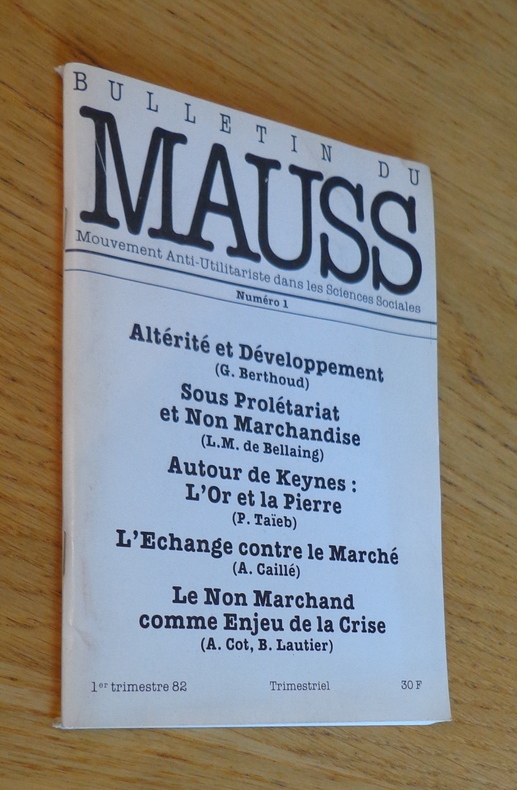 BULLETIN DU
MAUSS
Mouvement Anti-Utilitariste dans les Sciences Sociales
Numéro 1
Altérité et Développement
(G. Berthoud)
Sous Prolétariat
et Non Marchandise
(L.M. de Bellaing)
Autour de Keynes :
L'Or et la Pierre
(P. Taïeb)
L'Echange contre le Marché
(A. Caillé)
Le Non Marchand
comme Enjeu de la Crise
(A. Cot, B. Lautier)
1er trimestre 82 Trimestriel 30 F